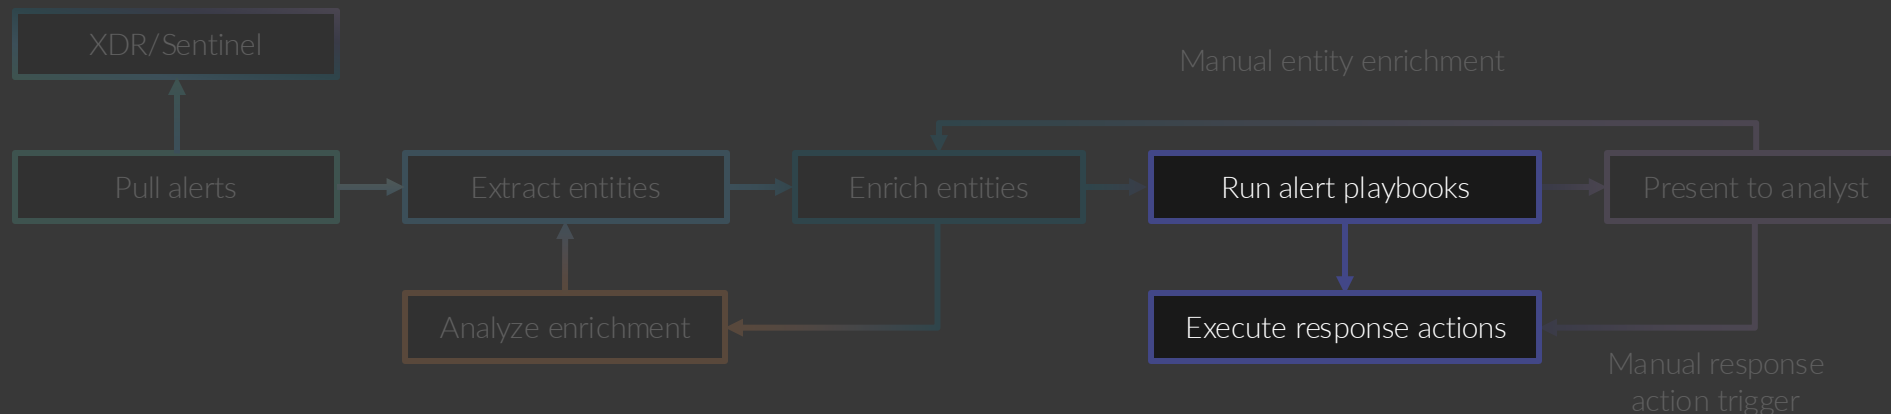 XDR/Sentinel
Manual entity enrichment
Pull alerts
Extract entities
Enrich entities
Run alert playbooks
Present to analyst
Analyze enrichment
Execute response actions
Manual response
action trigger